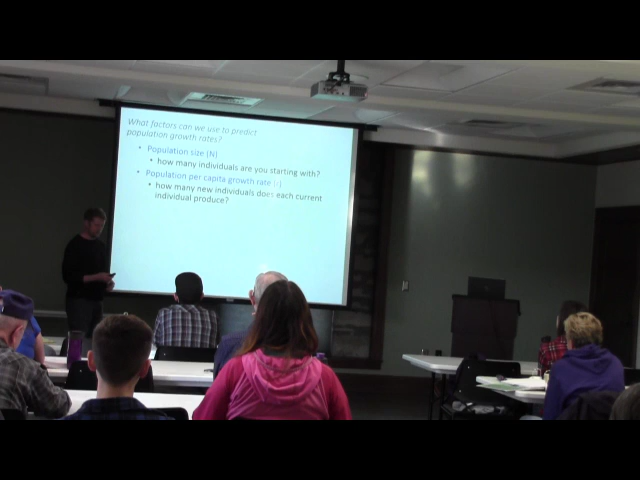 What factors can we use to predict
population growth rates?
• Population size (N)
• how many individuals are you starting with?
• Population per capita growth rate (r)
• how many new individuals does each current
individual produce?